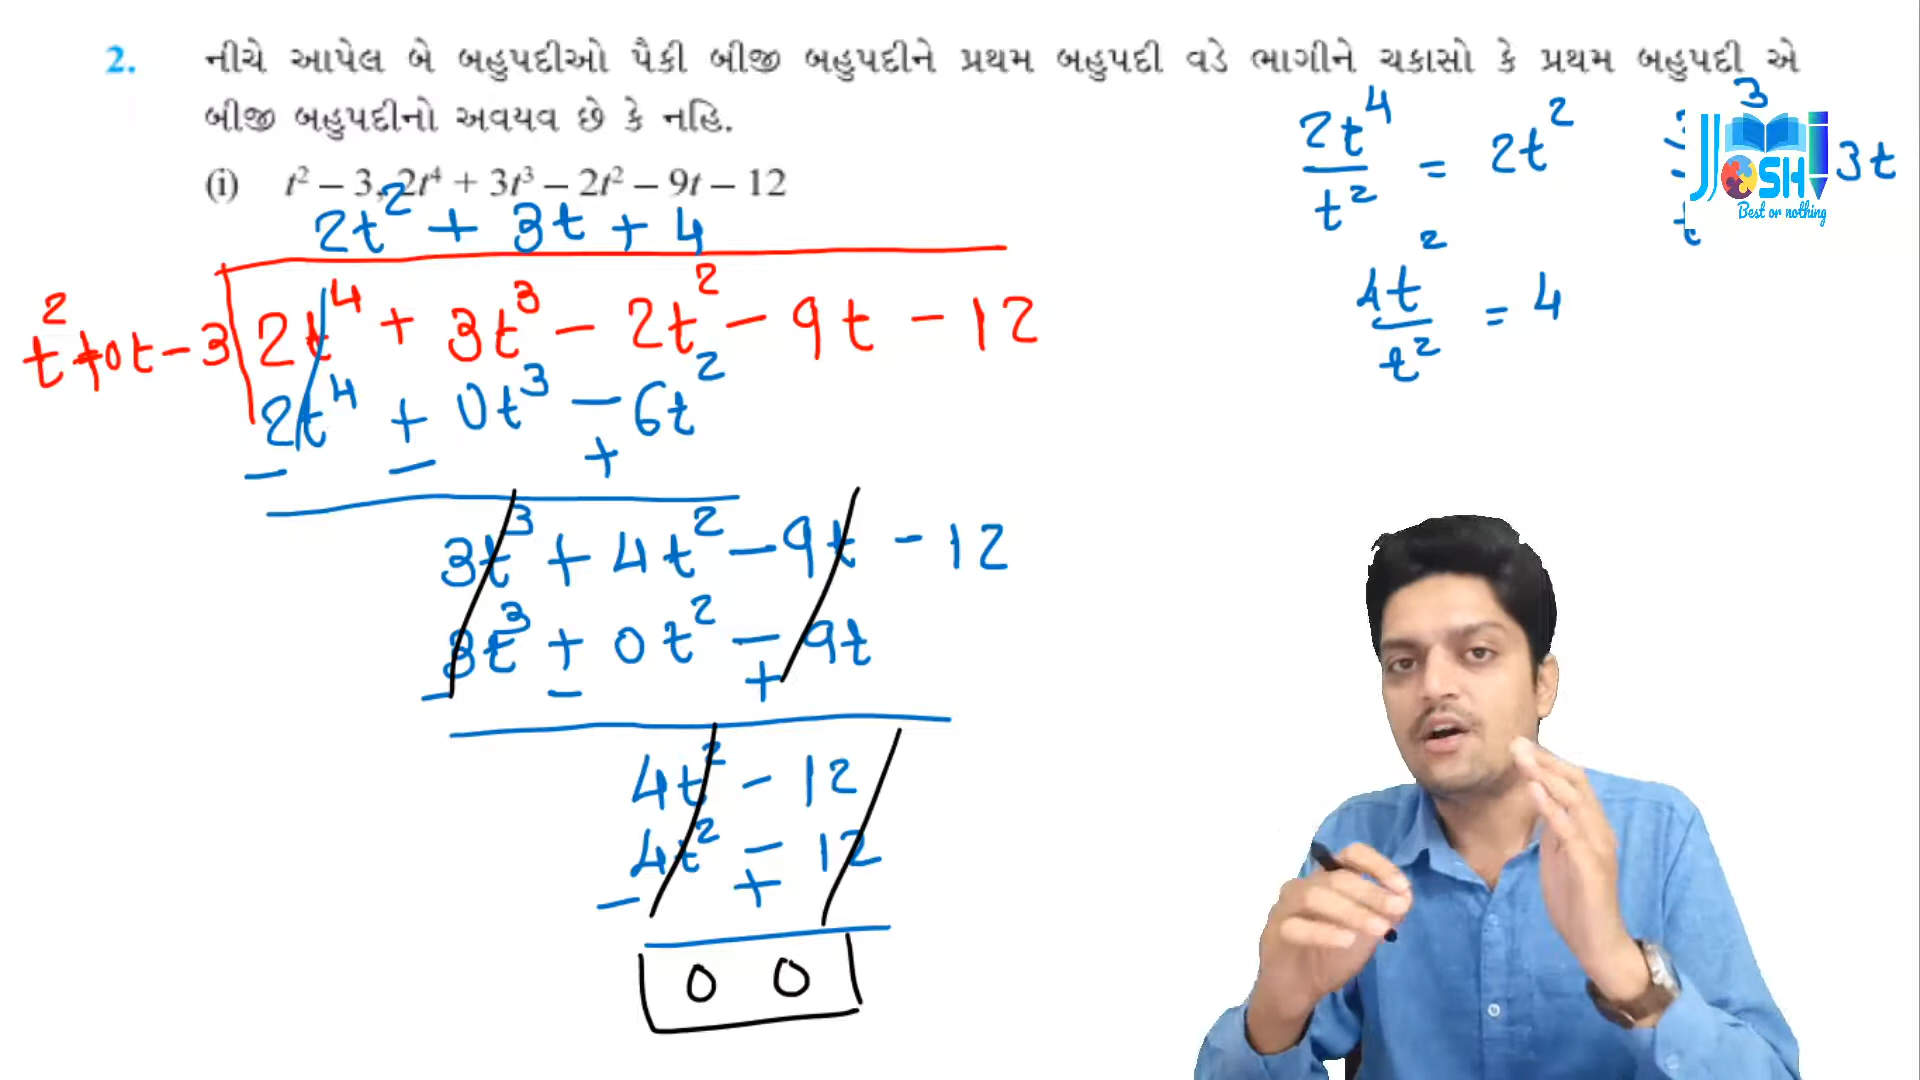 2. નીચે આપેલ બે બહુપદીઓ પૈકી બીજી બહુપદીને પ્રથમ બહુપદી વડે ભાગીને ચકાસો કે પ્રથમ બહુપદી એ
બીજી બહુપદીનો અવયવ છે કે નહિ.
(i) t² – 3, 2t⁴ + 3t³ – 2t² – 9t – 12
2t² + 3t + 4
t² + 0t - 3 2t⁴ + 3t³ - 2t² - 9t - 12
2t⁴ + 0t³ - 6t²
- - +
3t³ + 4t² - 9t - 12
3t³ + 0t² - 9t
- - +
4t² - 12
4t² - 12
- +
0 0
2t⁴/t² = 2t²
3 3t
4t²/t² = 4
JOSHI
Best or nothing